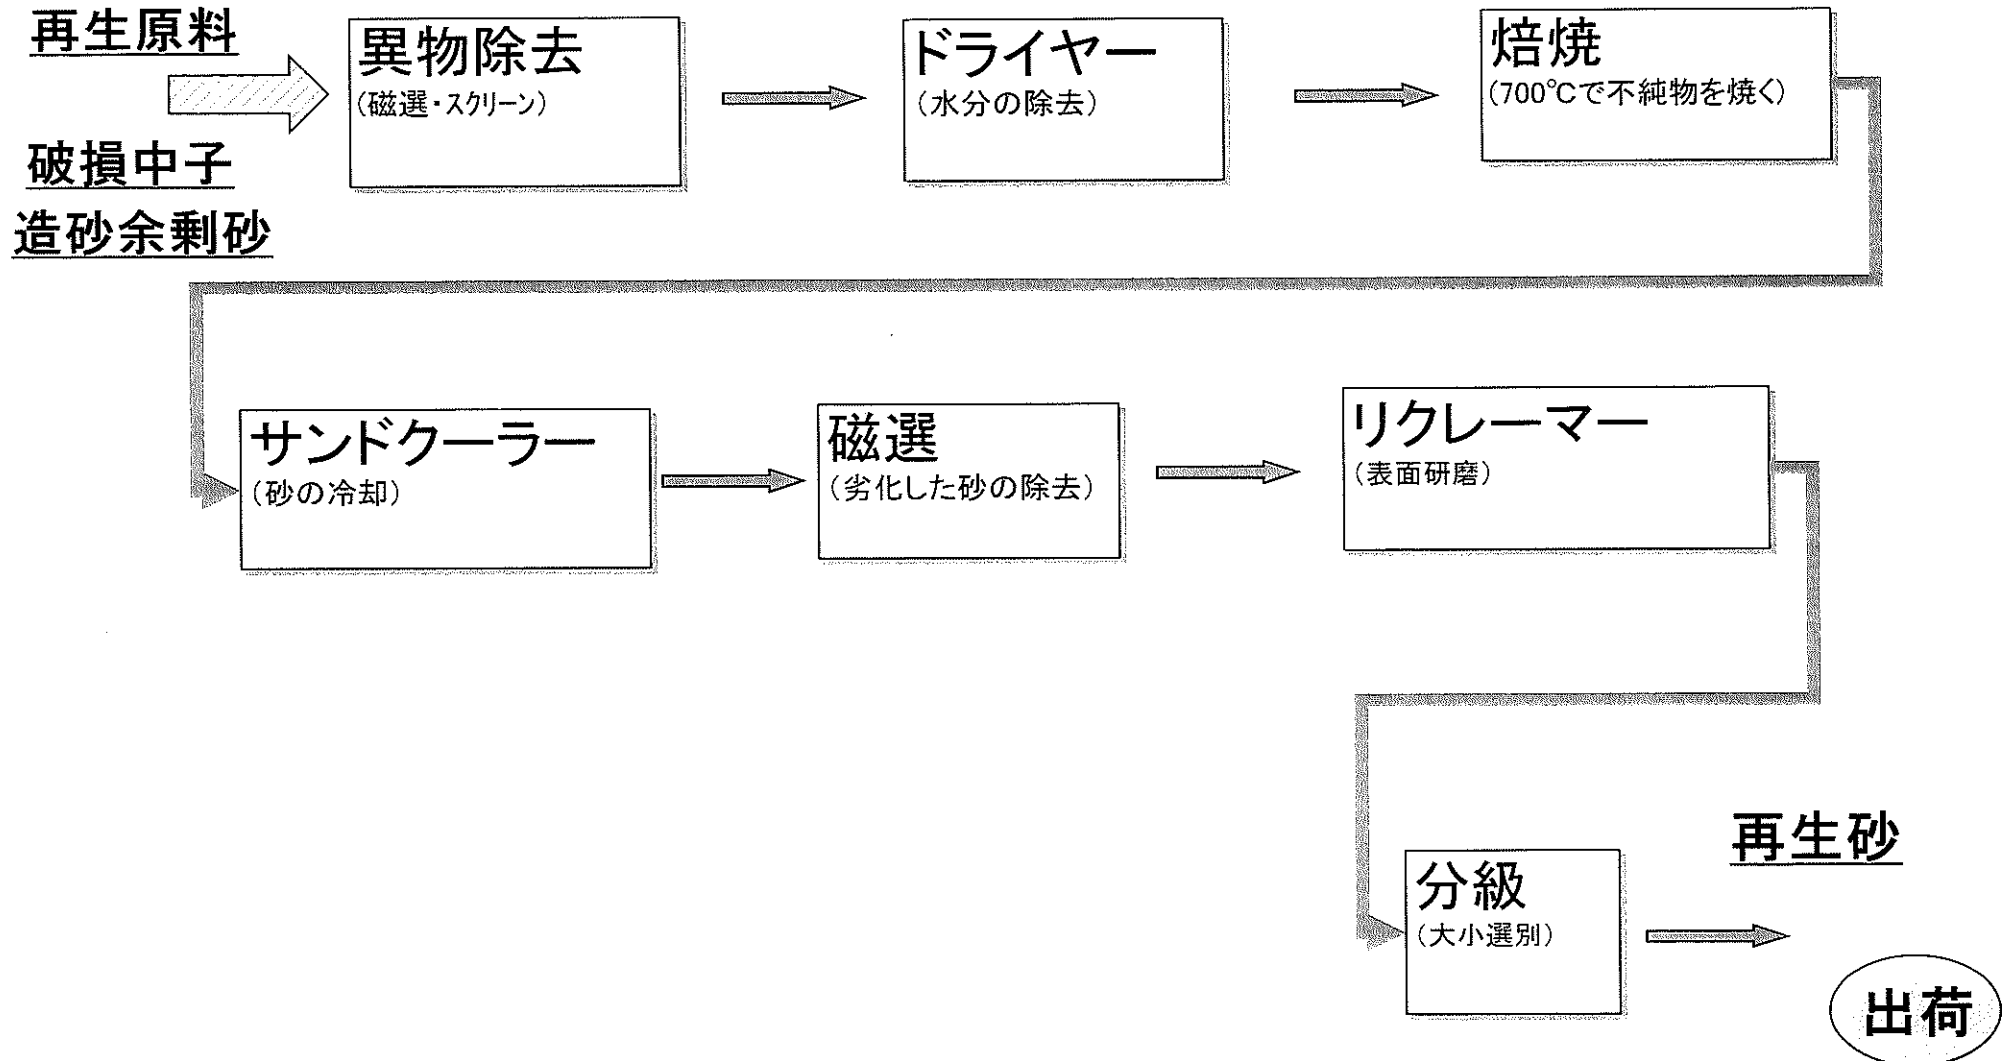 再生原料
破損中子
造砂余剰砂
異物除去
(磁選・スクリーン)
ドライヤー
(水分の除去)
焙焼
(700℃で不純物を焼く)
サンドクーラー
(砂の冷却)
磁選
(劣化した砂の除去)
リクレーマー
(表面研磨)
分級
(大小選別)
再生砂
出荷